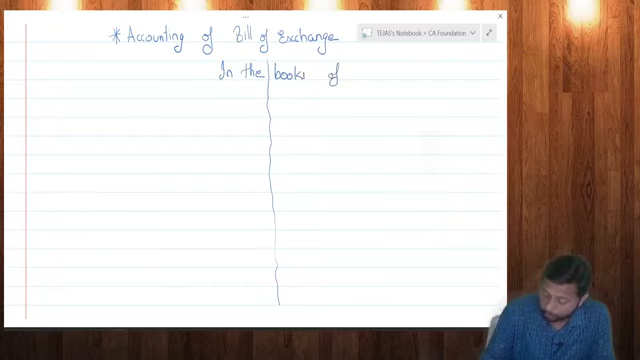 * Accounting of Bill of Exchange
TEJAS's Notebook > CA Foundation
In the books of